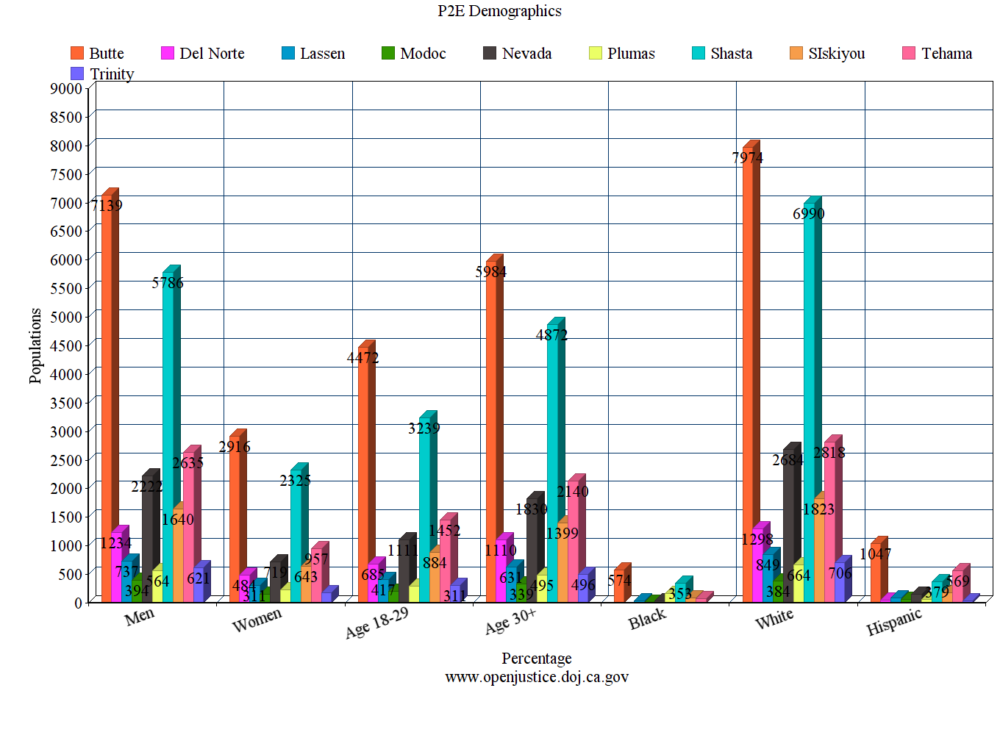 P2E Demographics
Butte Del Norte Lassen Modoc Nevada Plumas Shasta SIskiyou Tehama
Trinity
9000
8500
8000
7500
7000
6500
6000
5500
5000
4500
4000
3500
3000
2500
2000
1500
1000
500
0
Populations
7139 1234 737 394 2222 564 5786 1640 2635 621
2916 484 311 719 2325 643 957
4472 685 417 1111 3239 884 1452 311
5984 1110 631 339 1830 495 4872 1399 2140 496
574 353
7974 1298 849 384 2684 664 6990 1823 2818 706
1047 379 569
Men Women Age 18-29 Age 30+ Black White Hispanic
Percentage
www.openjustice.doj.ca.gov